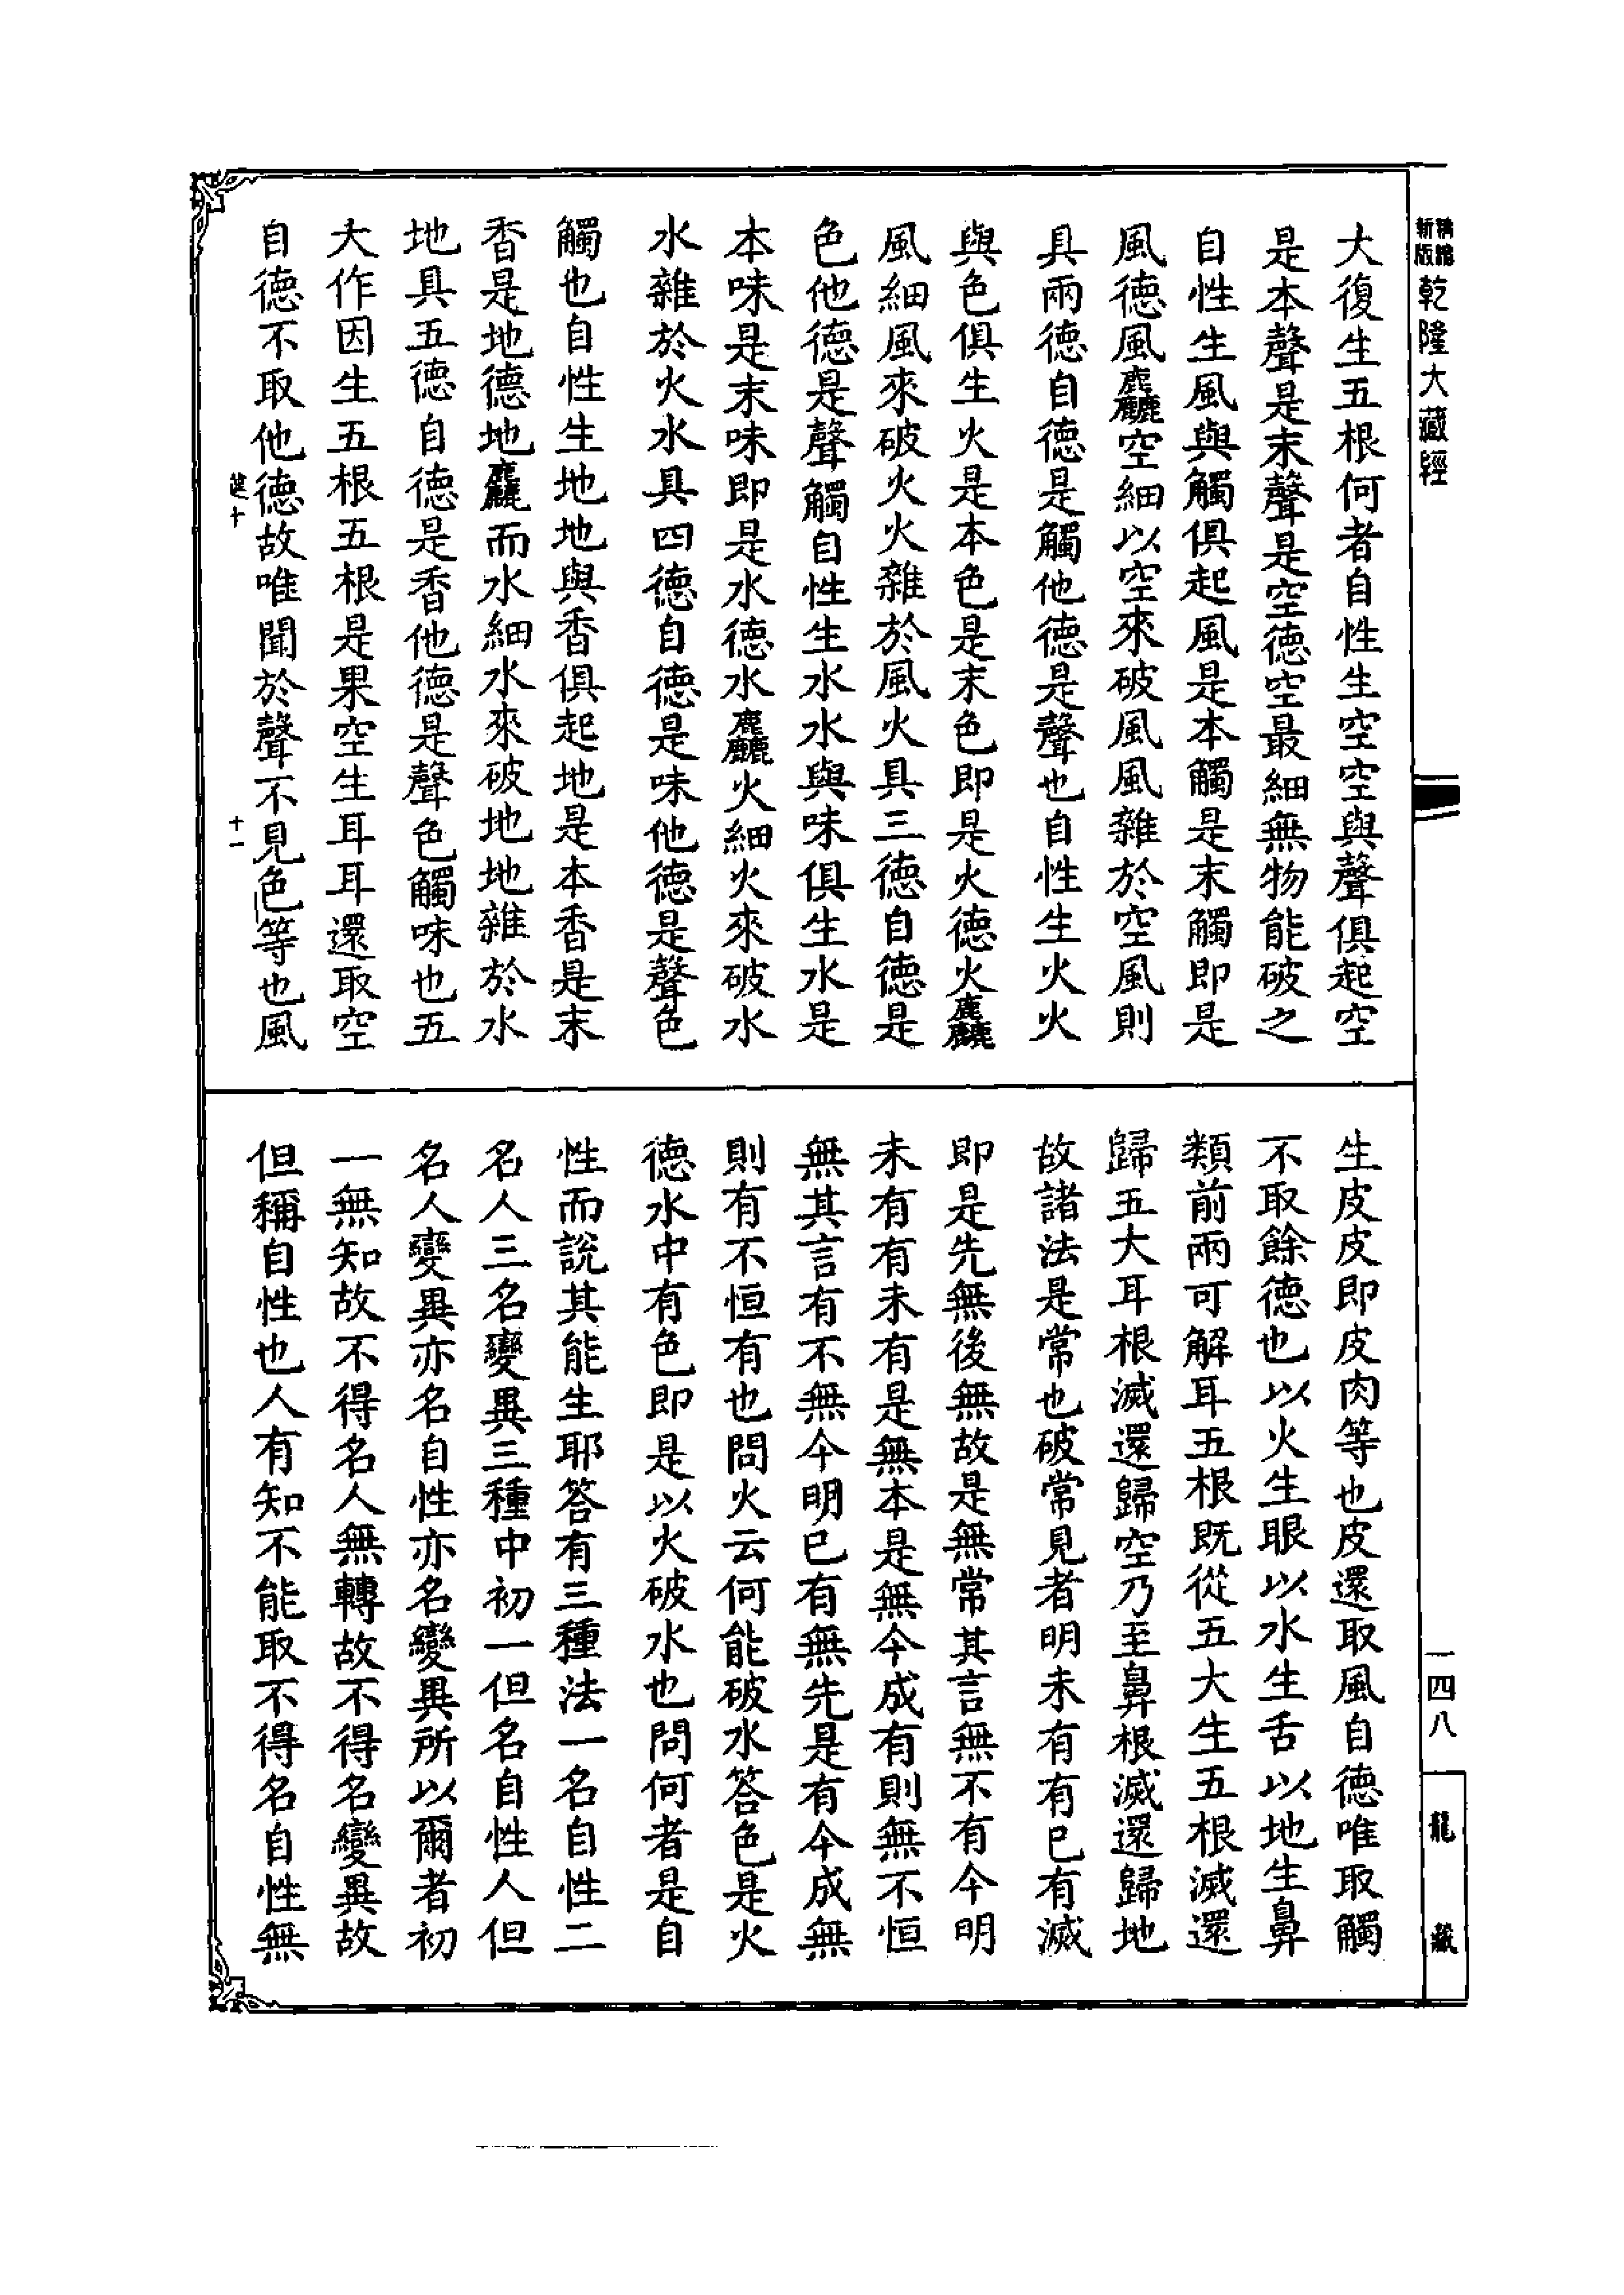 精編新版乾隆大藏經
大復生五根何者自性生空空與聲俱起空
是本聲是末聲是空德空最細無物能破之
自性生風與觸俱起風是本觸是末觸即是
風德風麤空細以空來破風風雜於空風則
具兩德自德是觸他德是聲也自性生火火
與色俱生火是本色是末色即是火德火麤
風細風來破火火雜於風火具三德自德是
色他德是聲觸自性生水水與味俱生水是
本味是末味即是水德水麤火細火來破水
水雜於火水具四德自德是味他德是聲色
觸也自性生地地與香俱起地是本香是末
香是地德地麤而水細水來破地地雜於水
地具五德自德是香他德是聲色觸味也五
大作因生五根五根是果空生耳耳還取空
自德不取他德故唯聞於聲不見色等也風
十一
生皮皮即皮肉等也皮還取風自德唯取觸
不取餘德也以火生眼以水生舌以地生鼻
類前兩可解耳五根既從五大生五根滅還
歸五大耳根滅還歸空乃至鼻根滅還歸地
故諸法是常也破常見者明未有有已有滅
即是先無後無故是無常其言無不有今明
未有有未有是無本是無今成有則無不恒
無其言有不無今明已有無先是有今成無
則有不恒有也問火云何能破水答色是火
德水中有色即是以火破水也問何者是自
性而說其能生耶答有三種法一名自性二
名人三名變異三種中初一但名自性人但
名人變異亦名自性亦名變異所以爾者初
一無知故不得名人無轉故不得名變異故
但稱自性也人有知不能取不得名自性無
一四八
龍藏